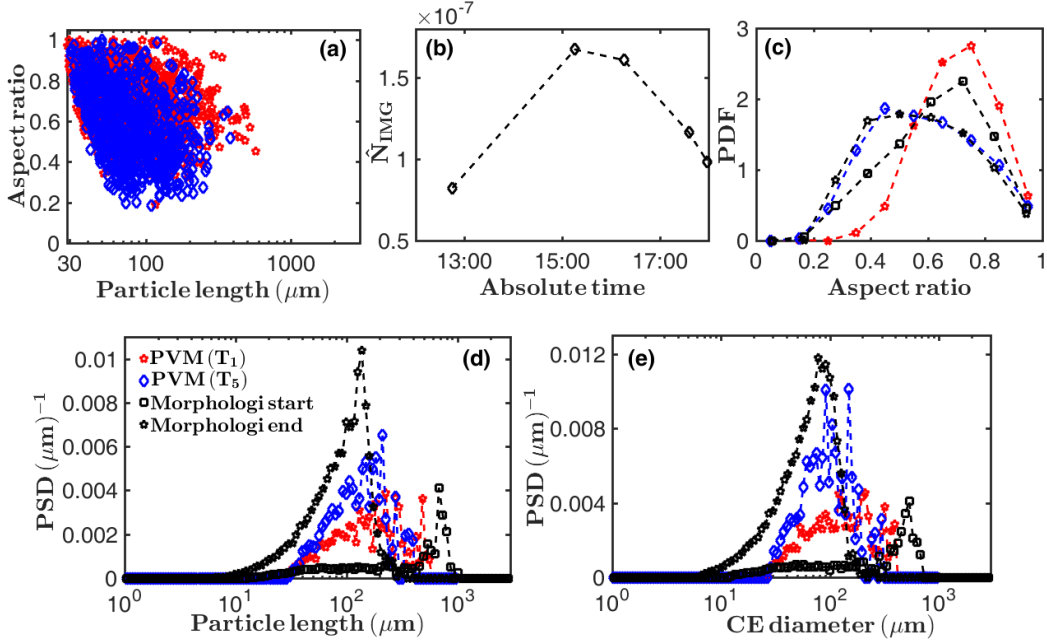 (a)
Aspect ratio
1
0.8
0.6
0.4
0.2
0
30 100 1000
Particle length (μm)
×10⁻⁷
(b)
N̂_IMG
1.5
1
0.5
13:00 15:00 17:00
Absolute time
(c)
PDF
3
2
1
0
0 0.2 0.4 0.6 0.8 1
Aspect ratio
(d)
PSD (μm)⁻¹
0.01
0.008
0.006
0.004
0.002
0
PVM (T₁)
PVM (T₅)
Morphologi start
Morphologi end
10⁰ 10¹ 10² 10³
Particle length (μm)
(e)
PSD (μm)⁻¹
0.012
0.008
0.004
0
10⁰ 10¹ 10² 10³
CE diameter (μm)